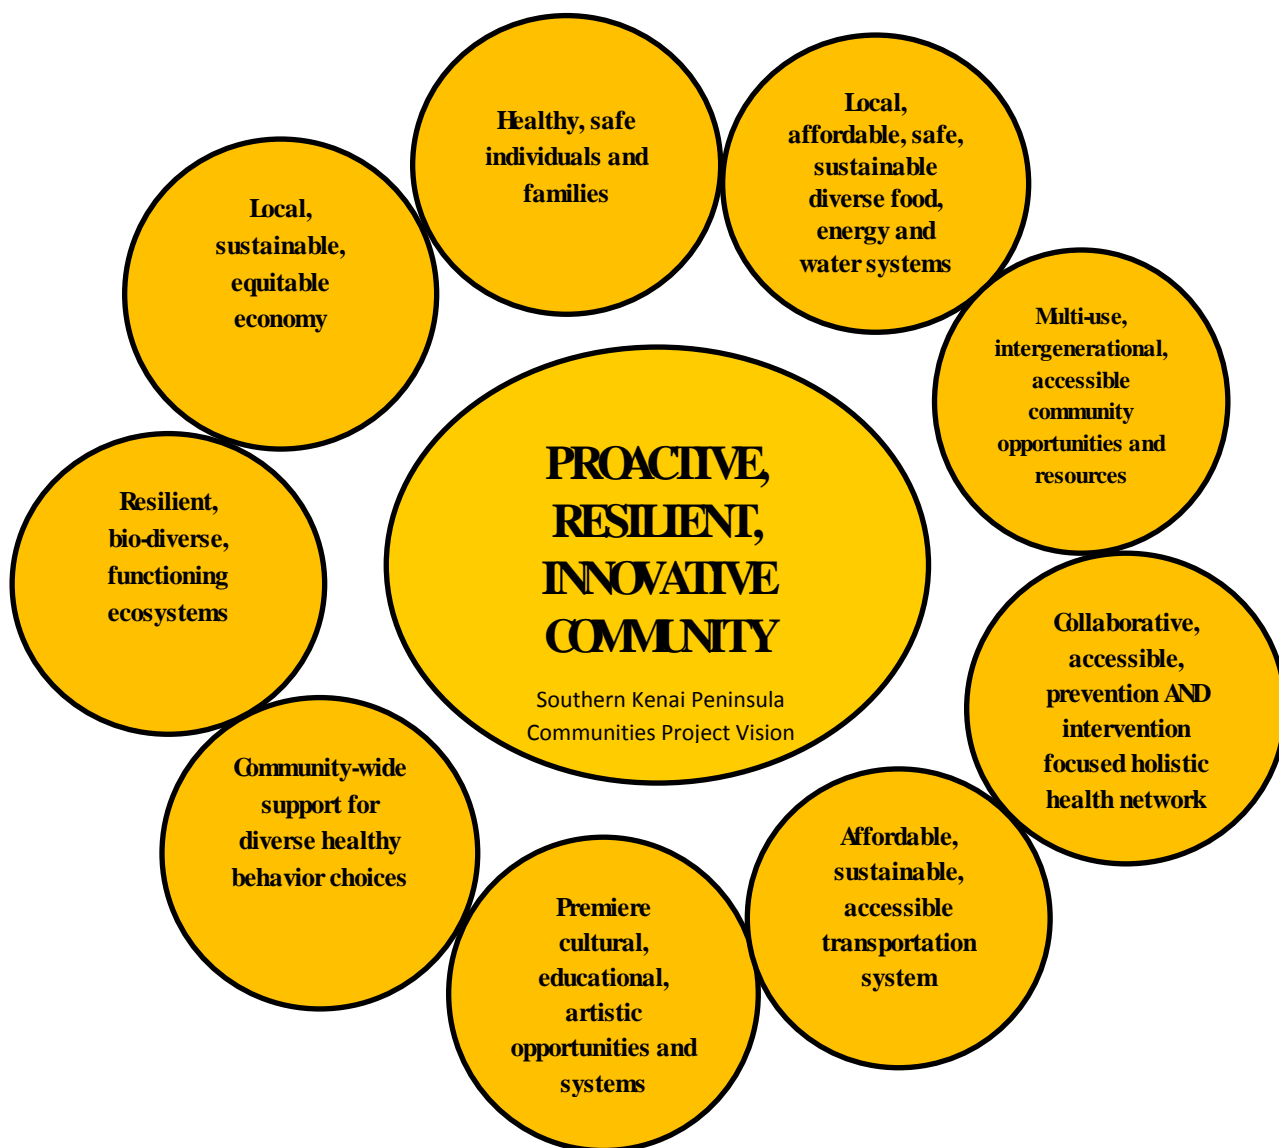 Healthy, safe
individuals and
families
Local,
affordable, safe,
sustainable
diverse food,
energy and
water systems
Multi-use,
intergenerational,
accessible
community
opportunities and
resources
Collaborative,
accessible,
prevention AND
intervention
focused holistic
health network
Affordable,
sustainable,
accessible
transportation
system
Premiere
cultural,
educational,
artistic
opportunities and
systems
Community-wide
support for
diverse healthy
behavior choices
Resilient,
bio-diverse,
functioning
ecosystems
Local,
sustainable,
equitable
economy
PROACTIVE,
RESILIENT,
INNOVATIVE
COMMUNITY
Southern Kenai Peninsula
Communities Project Vision